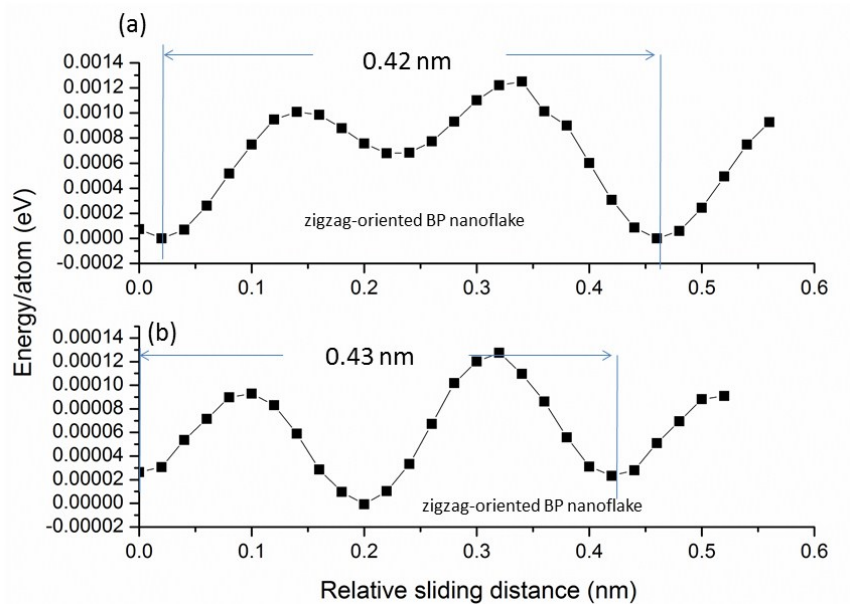 (a)
0.42 nm
0.0014
0.0012
0.0010
0.0008
0.0006
0.0004
0.0002
0.0000
-0.0002
zigzag-oriented BP nanoflake
0.0 0.1 0.2 0.3 0.4 0.5 0.6
Energy/atom (eV)
(b)
0.43 nm
0.00014
0.00012
0.00010
0.00008
0.00006
0.00004
0.00002
0.00000
-0.00002
zigzag-oriented BP nanoflake
0.0 0.1 0.2 0.3 0.4 0.5 0.6
Relative sliding distance (nm)